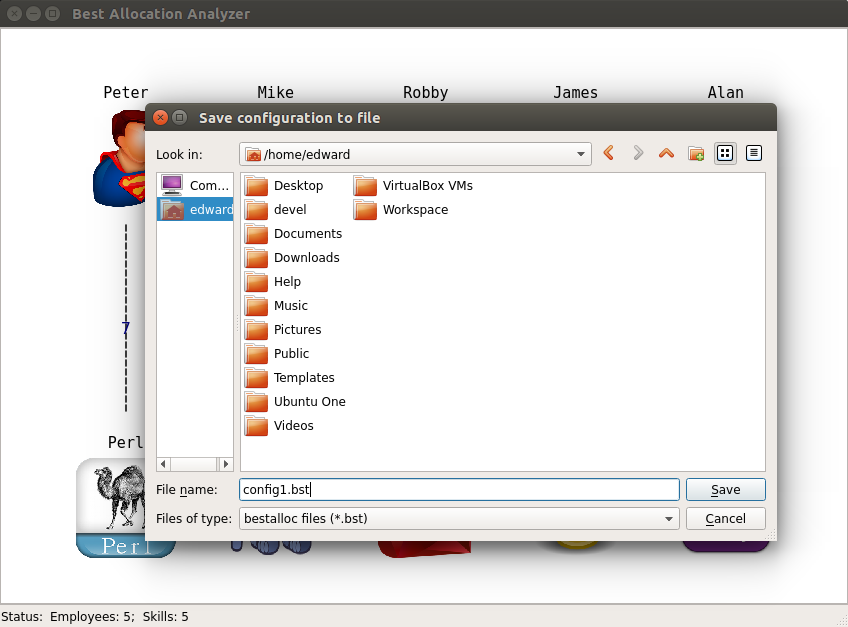 Best Allocation Analyzer
Peter Mike Robby James Alan
Save configuration to file
Look in: /home/edward
Com...
edward
Desktop
devel
Documents
Downloads
Help
Music
Pictures
Public
Templates
Ubuntu One
Videos
VirtualBox VMs
Workspace
7
Perl
Perl
File name: config1.bst Save
Files of type: bestalloc files (*.bst) Cancel
Status: Employees: 5; Skills: 5